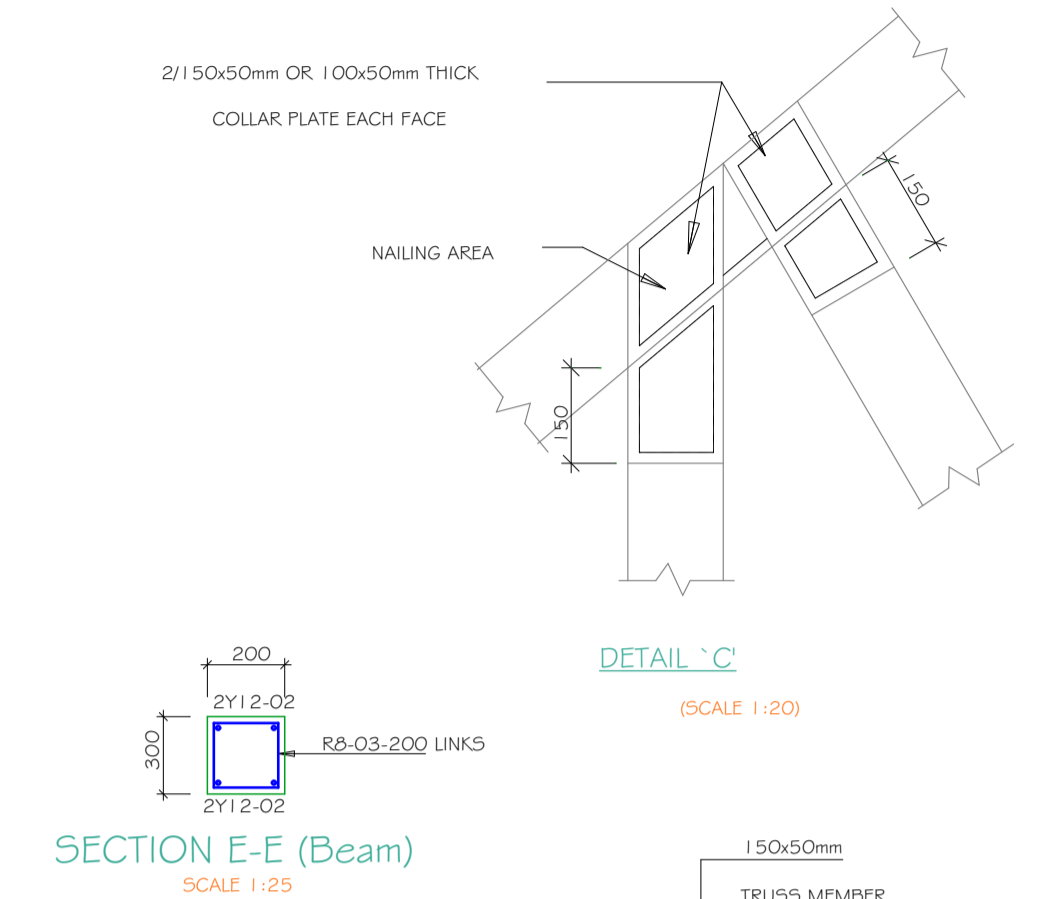 2/150x50mm OR 100x50mm THICK
COLLAR PLATE EACH FACE
150
NAILING AREA
150
DETAIL `C'
(SCALE 1:20)
200
2Y12-02
300
R8-03-200 LINKS
2Y12-02
SECTION E-E (Beam)
SCALE 1:25
150x50mm
TRUSS MEMBER